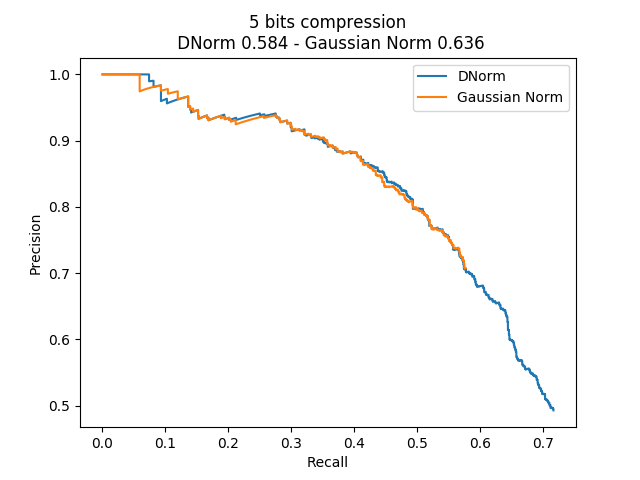 5 bits compression
DNorm 0.584 - Gaussian Norm 0.636
DNorm
Gaussian Norm
1.0
0.9
0.8
0.7
0.6
0.5
Precision
0.0 0.1 0.2 0.3 0.4 0.5 0.6 0.7
Recall